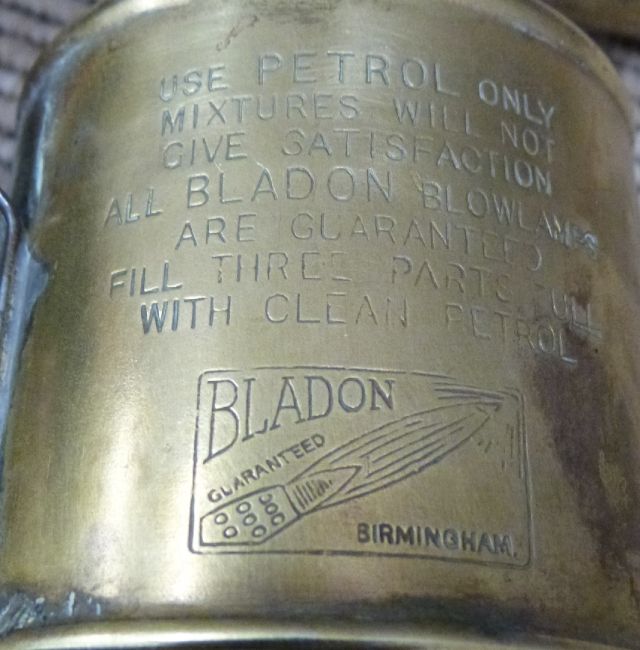 USE PETROL ONLY
MIXTURES WILL NOT
GIVE SATISFACTION
ALL BLADON BLOWLAMPS
ARE GUARANTEED
FILL THREE PARTS FULL
WITH CLEAN PETROL
BLADON
GUARANTEED
BIRMINGHAM.